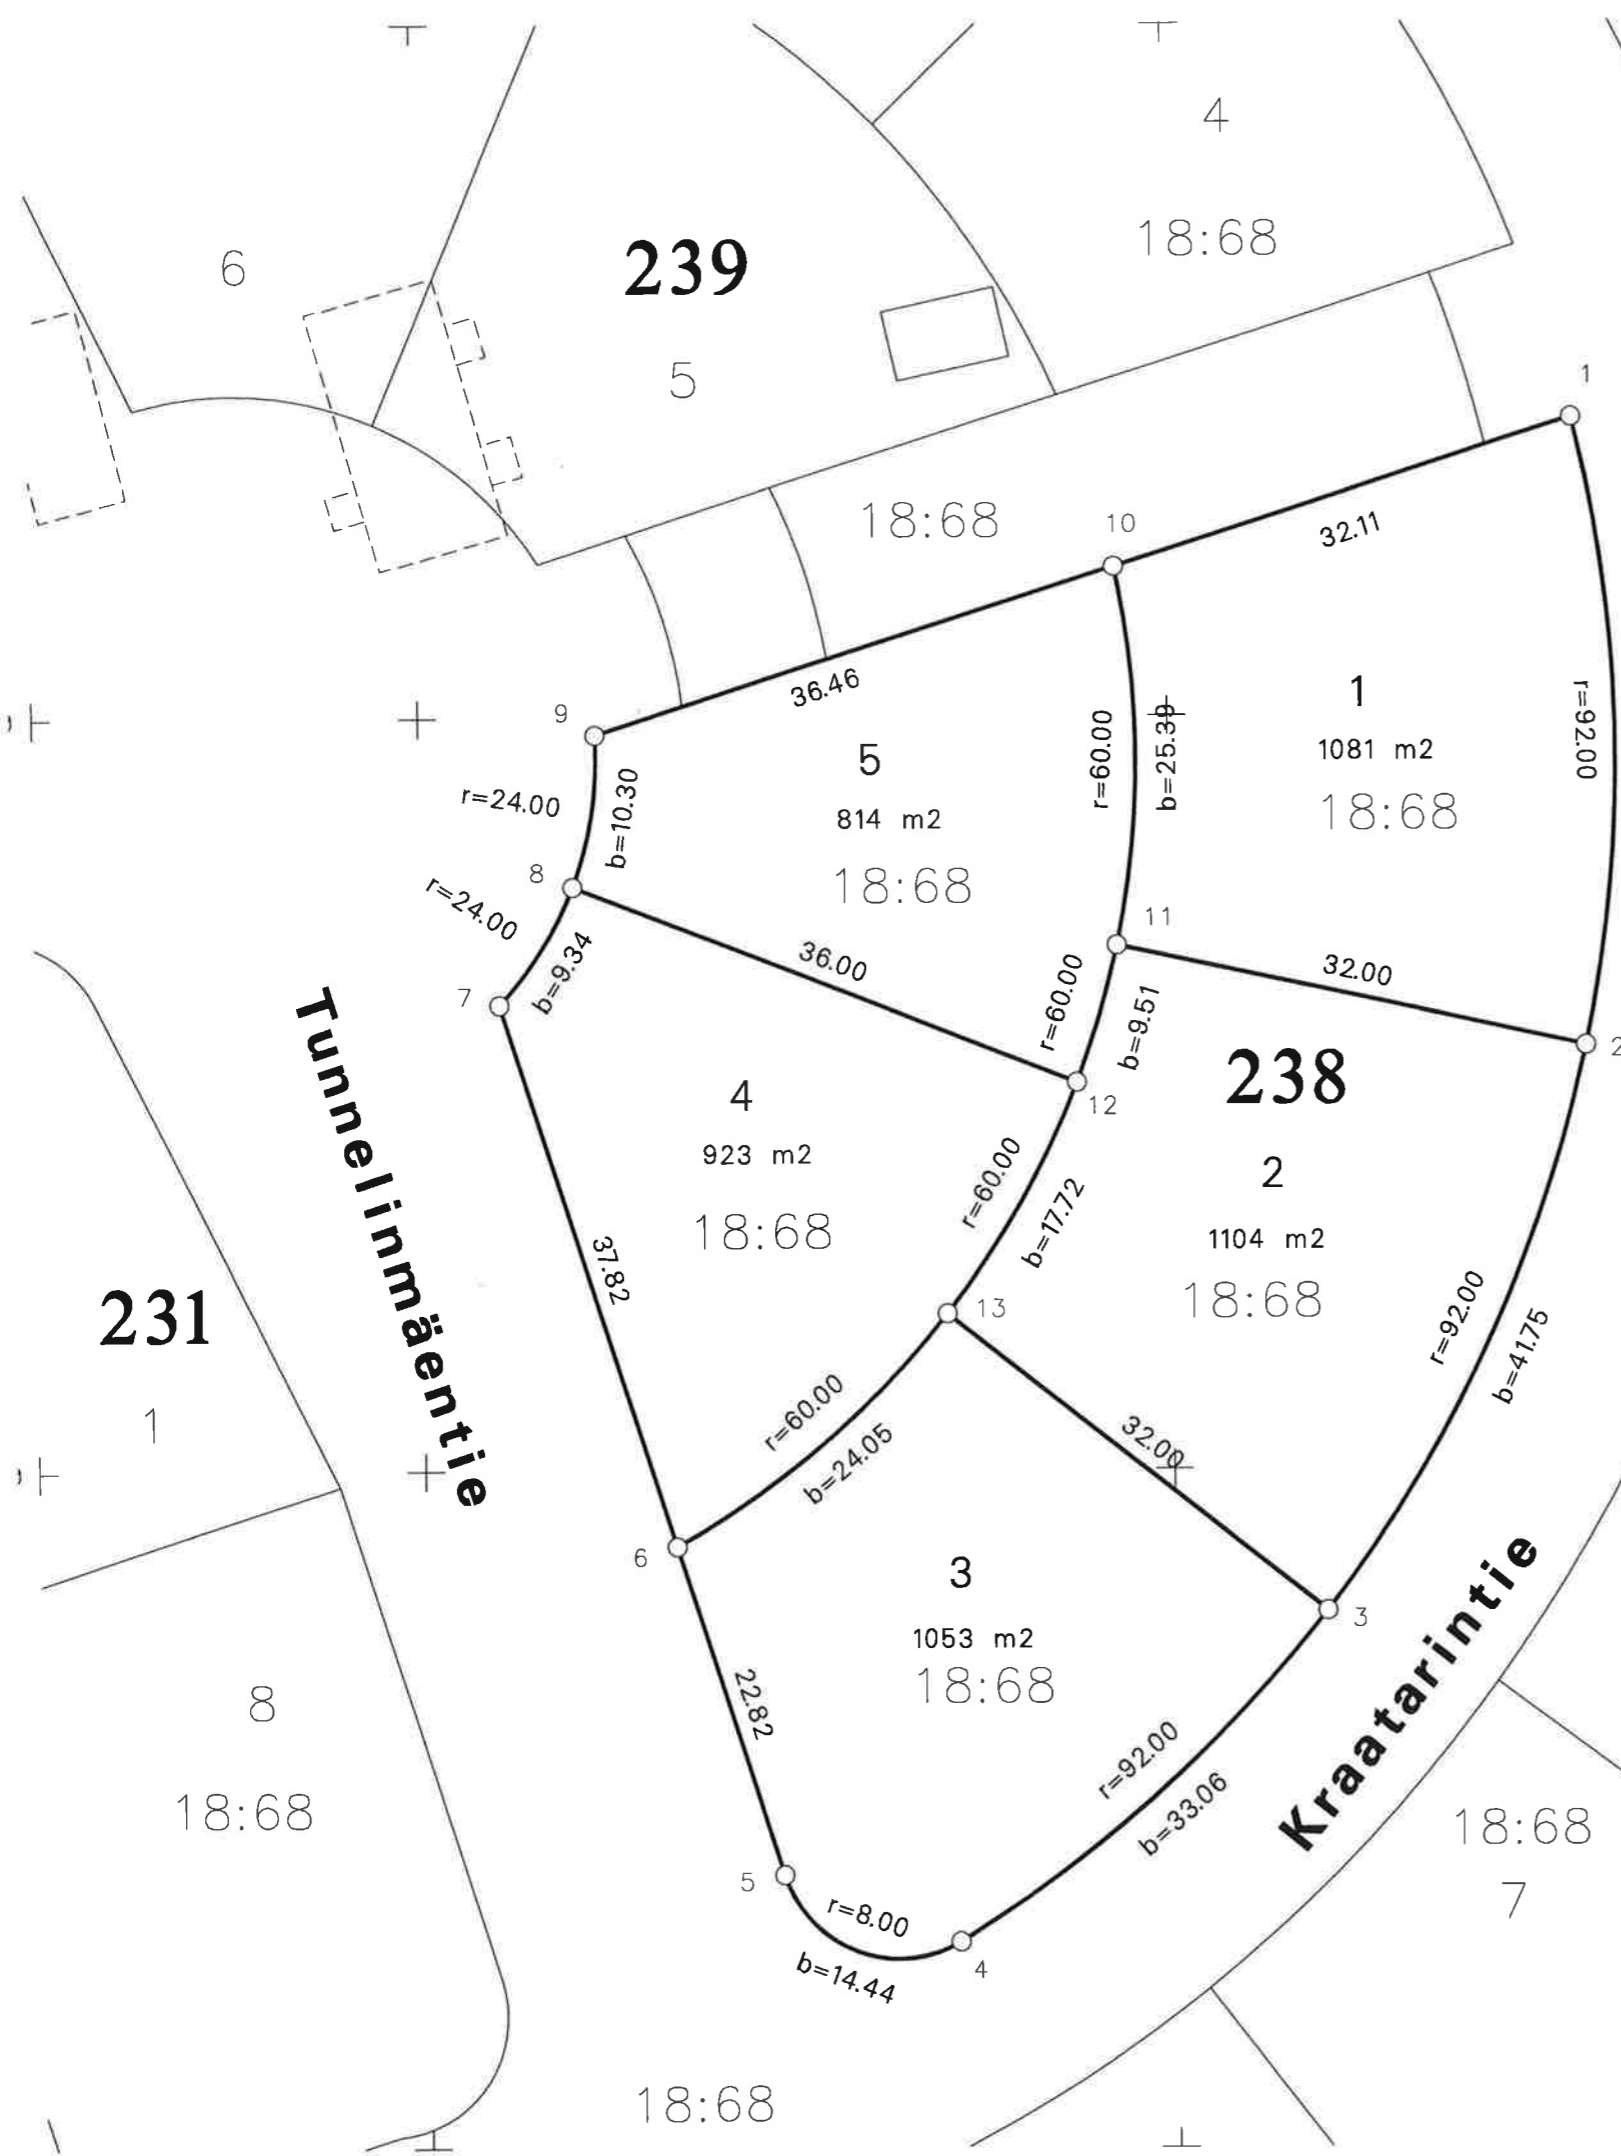 4
18:68
6
239
5
1
18:68
10
32.11
36.46
9
5
814 m2
18:68
r=60.00
b=25.39
1
1081 m2
18:68
r=92.00
r=24.00
b=10.30
8
r=24.00
b=9.34
7
36.00
11
32.00
r=60.00
b=9.51
2
12
238
2
1104 m2
18:68
Tunnelinmäentie
4
923 m2
18:68
37.82
r=60.00
b=17.72
13
231
1
r=60.00
b=24.05
32.00
r=92.00
b=41.75
6
3
1053 m2
18:68
3
Kraatarintie
22.82
8
18:68
r=92.00
b=33.06
18:68
7
5
r=8.00
b=14.44
4
18:68